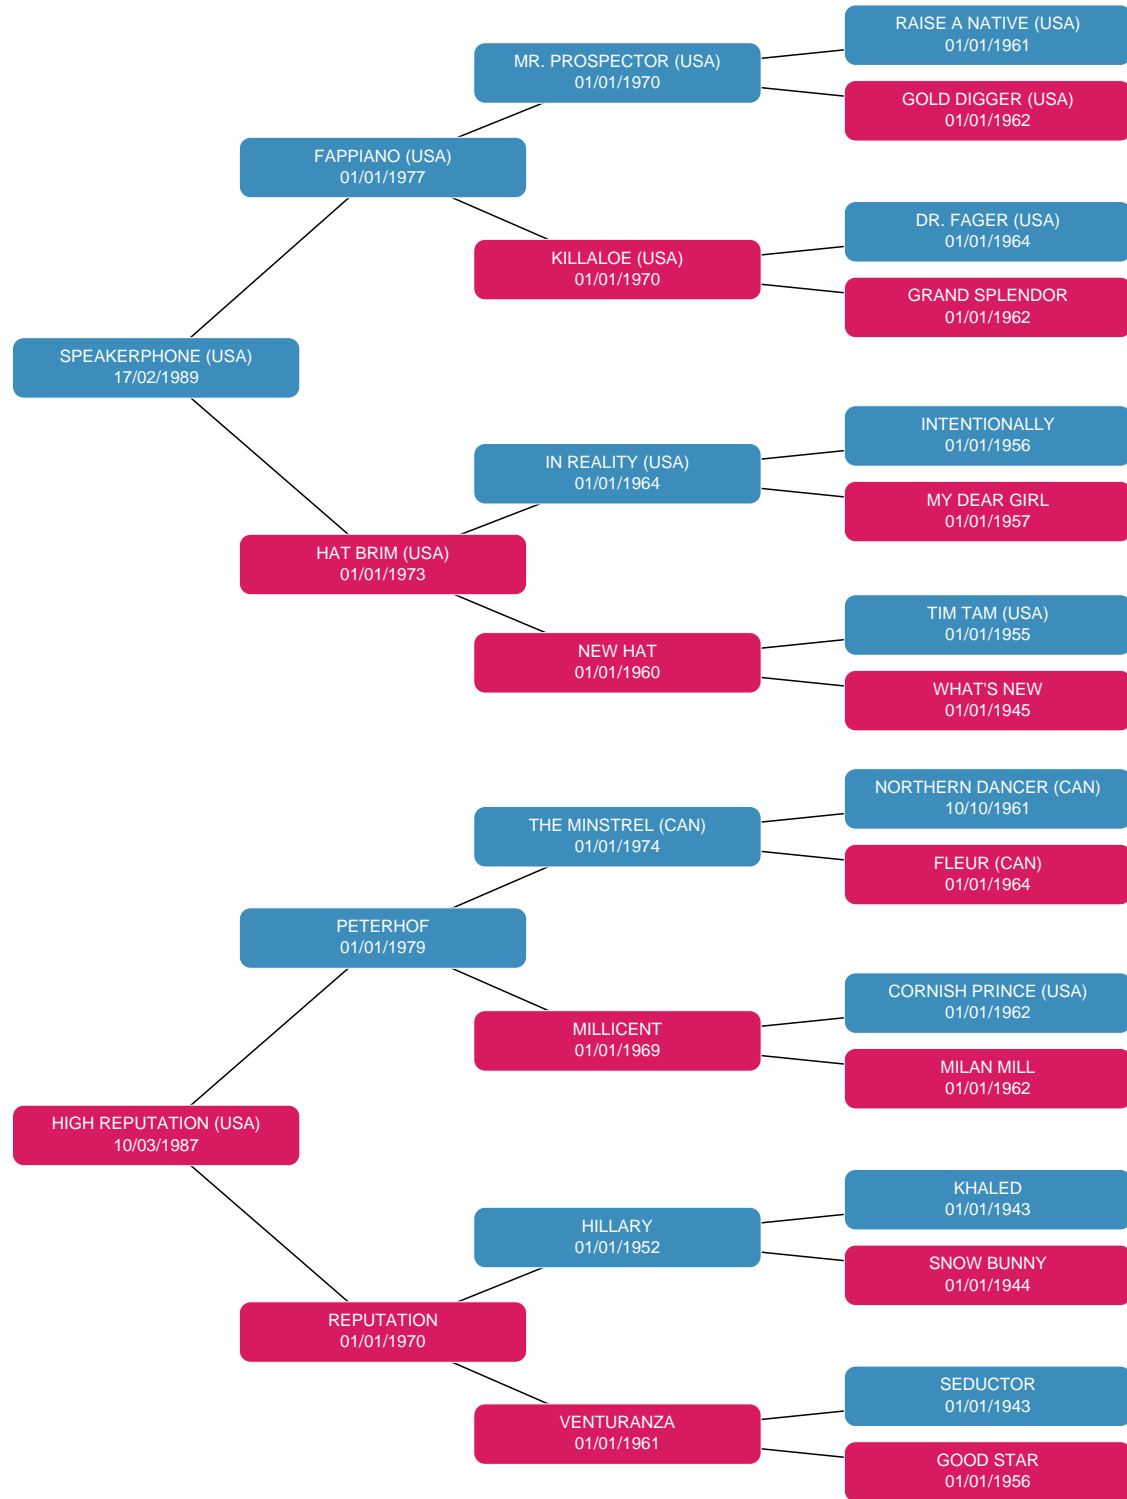 RAISE A NATIVE (USA)
01/01/1961
MR. PROSPECTOR (USA)
01/01/1970
GOLD DIGGER (USA)
01/01/1962
FAPPIANO (USA)
01/01/1977
DR. FAGER (USA)
01/01/1964
KILLALOE (USA)
01/01/1970
GRAND SPLENDOR
01/01/1962
SPEAKERPHONE (USA)
17/02/1989
INTENTIONALLY
01/01/1956
IN REALITY (USA)
01/01/1964
MY DEAR GIRL
01/01/1957
HAT BRIM (USA)
01/01/1973
TIM TAM (USA)
01/01/1955
NEW HAT
01/01/1960
WHAT'S NEW
01/01/1945
NORTHERN DANCER (CAN)
10/10/1961
THE MINSTREL (CAN)
01/01/1974
FLEUR (CAN)
01/01/1964
PETERHOF
01/01/1979
CORNISH PRINCE (USA)
01/01/1962
MILLICENT
01/01/1969
MILAN MILL
01/01/1962
HIGH REPUTATION (USA)
10/03/1987
KHALED
01/01/1943
HILLARY
01/01/1952
SNOW BUNNY
01/01/1944
REPUTATION
01/01/1970
SEDUCTOR
01/01/1943
VENTURANZA
01/01/1961
GOOD STAR
01/01/1956